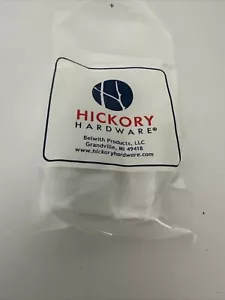 HICKORY
HARDWARE®
Belwith Products, LLC
Grandville, MI 49418
www.hickoryhardware.com